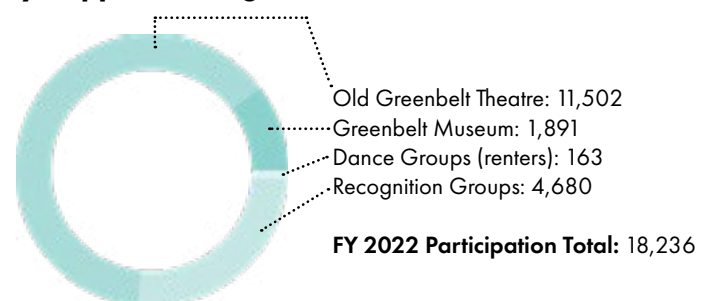 Old Greenbelt Theatre: 11,502
Greenbelt Museum: 1,891
Dance Groups (renters): 163
Recognition Groups: 4,680
FY 2022 Participation Total: 18,236